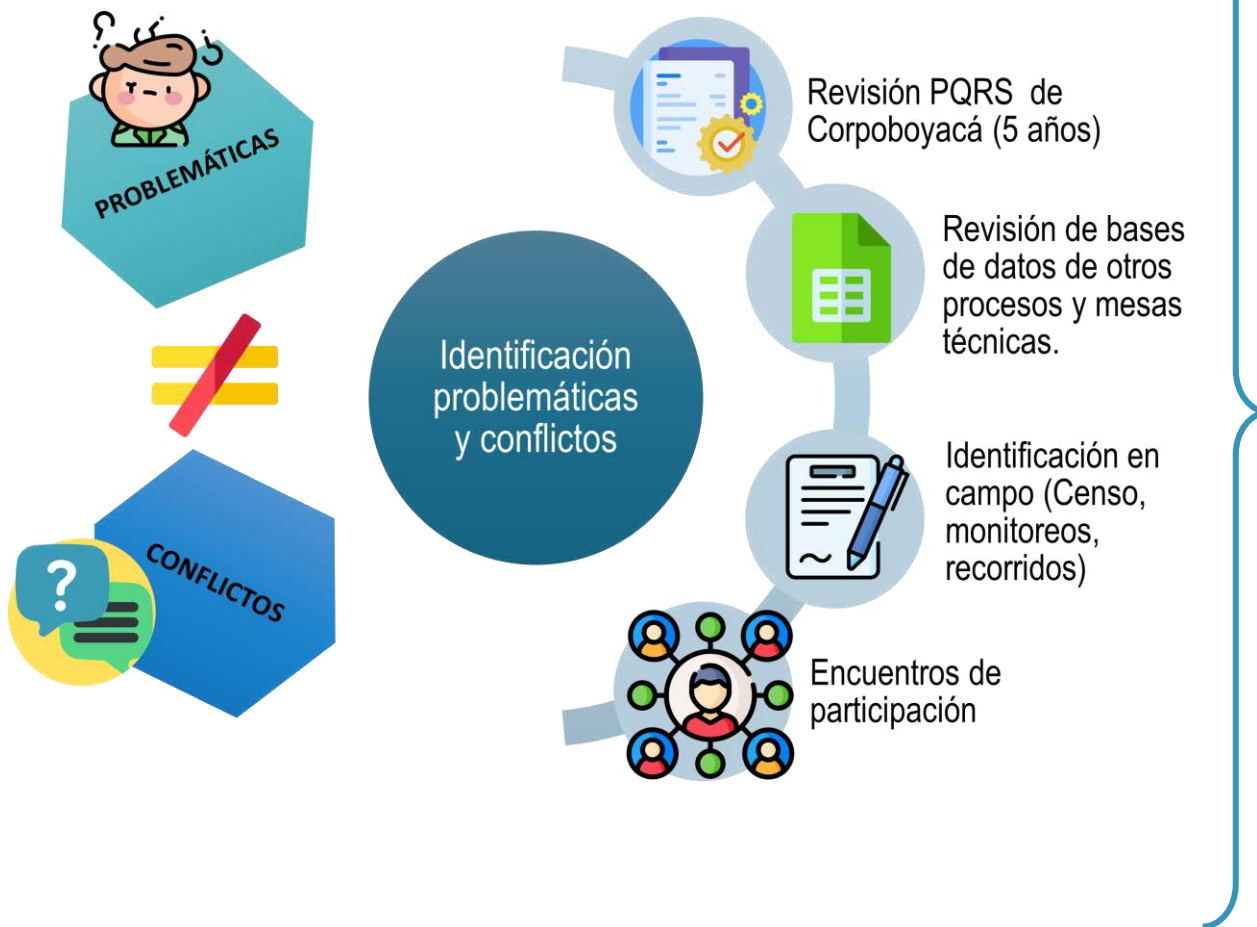 PROBLEMÁTICAS
CONFLICTOS
Identificación
problemáticas
y conflictos
Revisión PQRS de
Corpoboyacá (5 años)
Revisión de bases
de datos de otros
procesos y mesas
técnicas.
Identificación en
campo (Censo,
monitoreos,
recorridos)
Encuentros de
participación